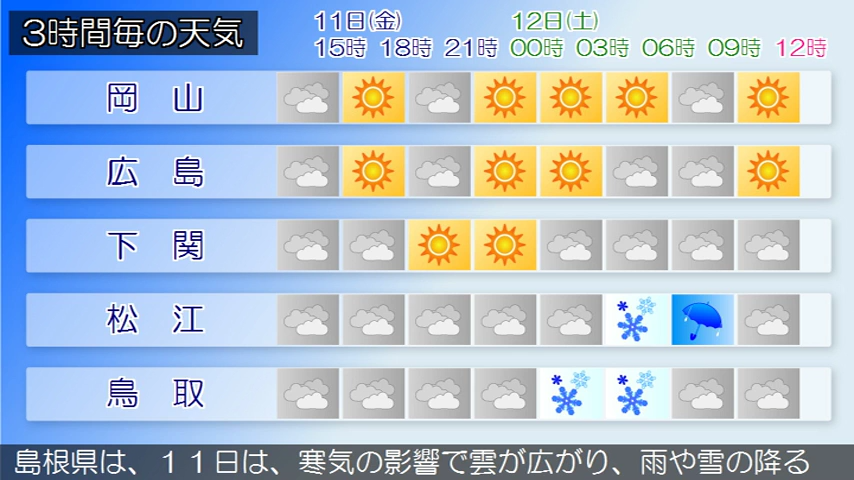 3時間毎の天気
11日(金) 12日(土)
15時 18時 21時 00時 03時 06時 09時 12時
岡　山
広　島
下　関
松　江
鳥　取
島根県は、１１日は、寒気の影響で雲が広がり、雨や雪の降る